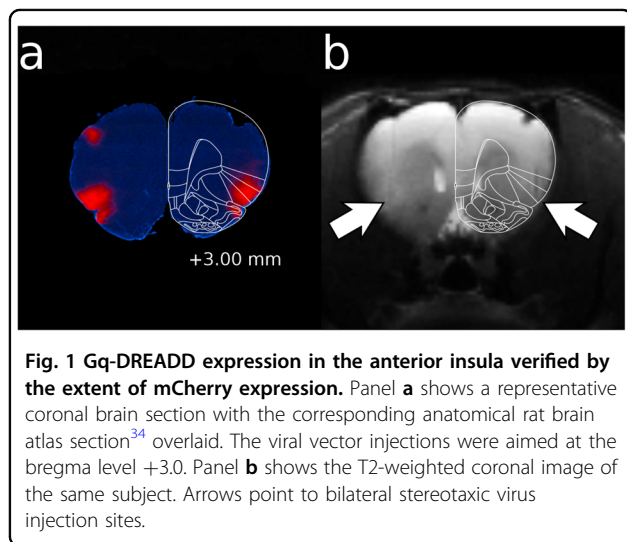 a
b
+3.00 mm
Fig. 1 Gq-DREADD expression in the anterior insula verified by
the extent of mCherry expression. Panel a shows a representative
coronal brain section with the corresponding anatomical rat brain
atlas section34 overlaid. The viral vector injections were aimed at the
bregma level +3.0. Panel b shows the T2-weighted coronal image of
the same subject. Arrows point to bilateral stereotaxic virus
injection sites.